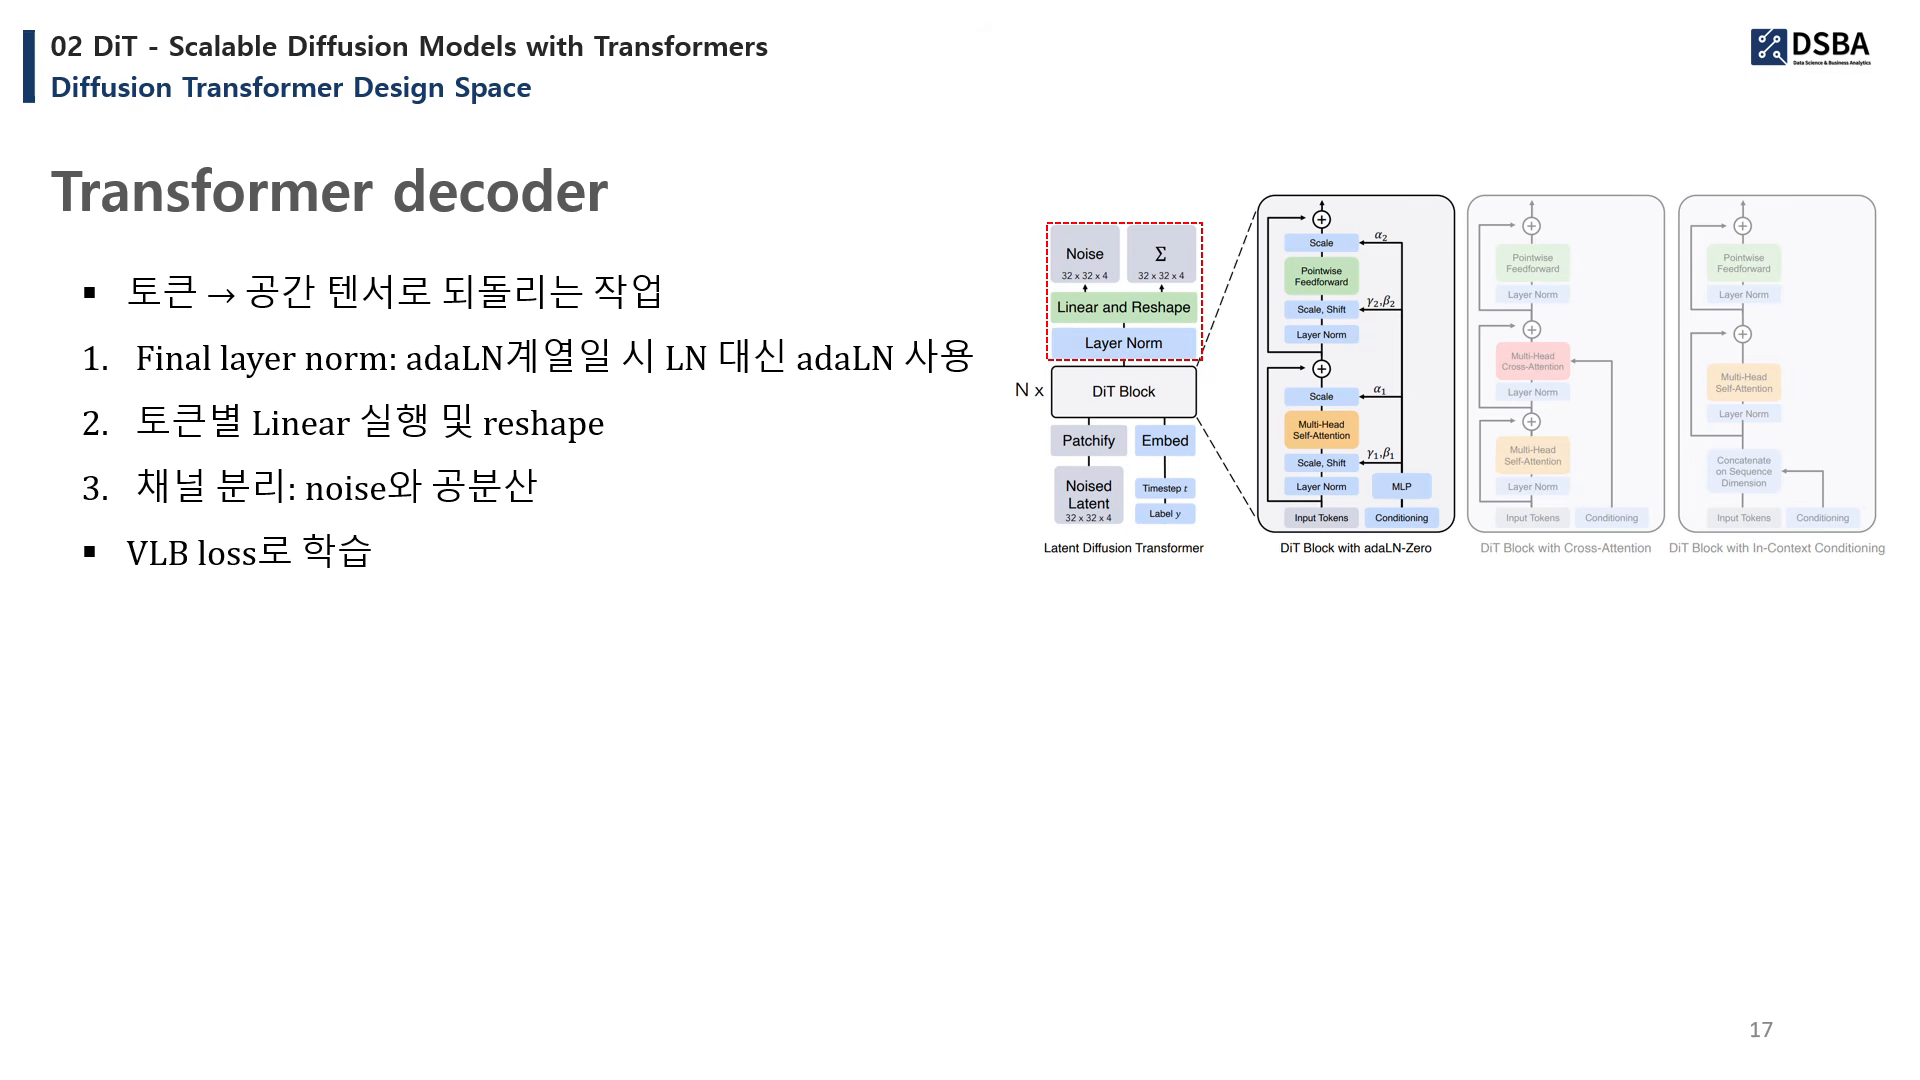 02 DiT - Scalable Diffusion Models with Transformers
Diffusion Transformer Design Space
DSBA
Data Science & Business Analytics
Transformer decoder
▪ 토큰 → 공간 텐서로 되돌리는 작업
1. Final layer norm: adaLN계열일 시 LN 대신 adaLN 사용
2. 토큰별 Linear 실행 및 reshape
3. 채널 분리: noise와 공분산
▪ VLB loss로 학습
Noise
32 x 32 x 4
Σ
32 x 32 x 4
Linear and Reshape
Layer Norm
N x
DiT Block
Patchify
Embed
Noised
Latent
32 x 32 x 4
Timestep t
Label y
Latent Diffusion Transformer
Scale
α₂
Pointwise
Feedforward
Scale, Shift
γ₂,β₂
Layer Norm
Scale
α₁
Multi-Head
Self-Attention
Scale, Shift
γ₁,β₁
Layer Norm
MLP
Input Tokens
Conditioning
DiT Block with adaLN-Zero
Pointwise
Feedforward
Layer Norm
Multi-Head
Cross-Attention
Layer Norm
Multi-Head
Self-Attention
Layer Norm
Input Tokens
Conditioning
DiT Block with Cross-Attention
Pointwise
Feedforward
Layer Norm
Multi-Head
Self-Attention
Layer Norm
Concatenate
on Sequence
Dimension
Input Tokens
Conditioning
DiT Block with In-Context Conditioning
17